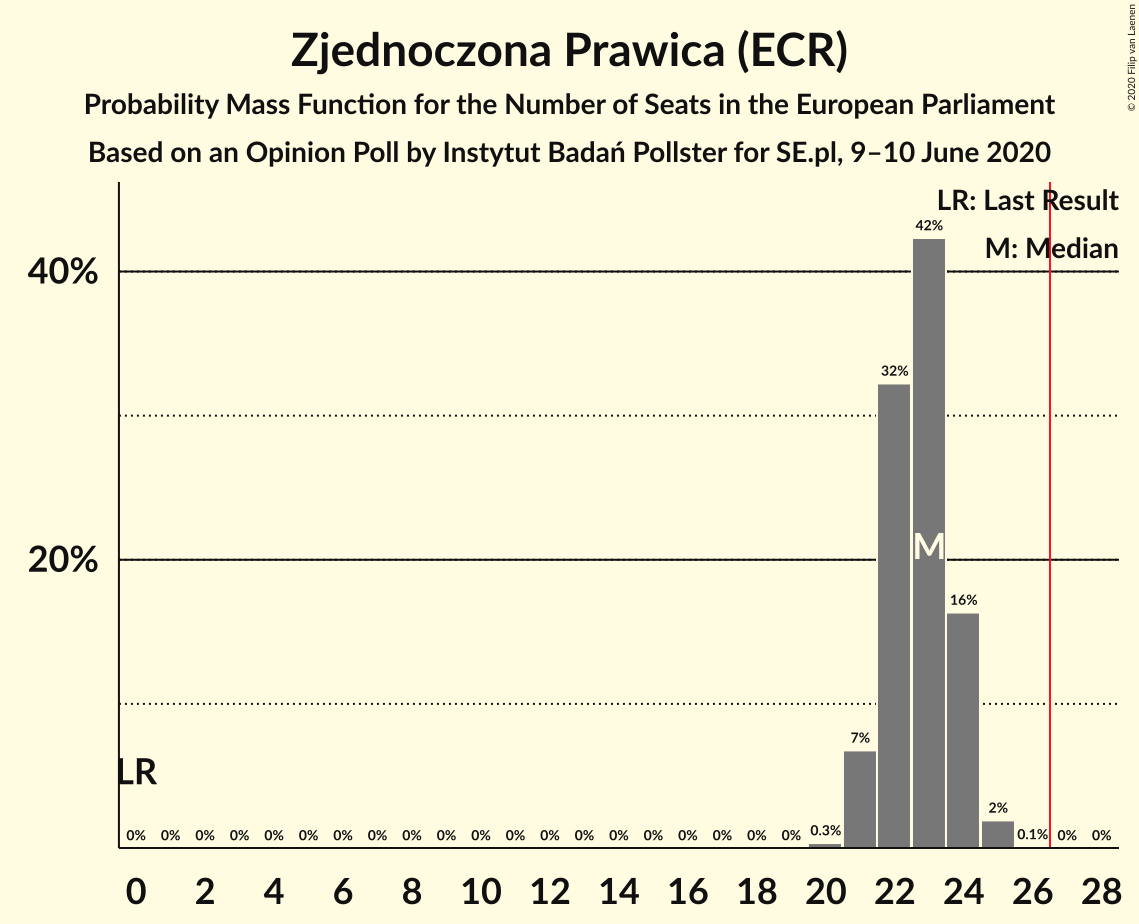 Zjednoczona Prawica (ECR)
Probability Mass Function for the Number of Seats in the European Parliament
Based on an Opinion Poll by Instytut Badań Pollster for SE.pl, 9–10 June 2020
© 2020 Filip van Laenen
LR: Last Result
M: Median
42%
40%
32%
M
20%
16%
7%
LR
2%
0% 0% 0% 0% 0% 0% 0% 0% 0% 0% 0% 0% 0% 0% 0% 0% 0% 0% 0% 0% 0.3% 0.1% 0% 0%
0 2 4 6 8 10 12 14 16 18 20 22 24 26 28